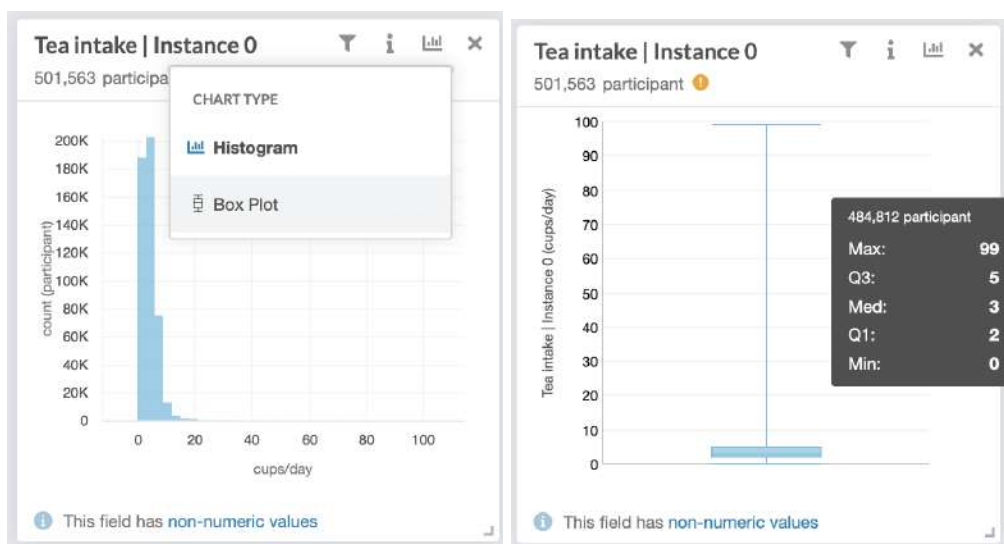 Tea intake | Instance 0
501,563 participa
CHART TYPE
Histogram
Box Plot
200K
180K
160K
140K
120K
100K
80K
60K
40K
20K
0
count (participant)
0 20 40 60 80 100
cups/day
This field has non-numeric values
Tea intake | Instance 0
501,563 participant
100
90
80
70
60
50
40
30
20
10
0
Tea intake | Instance 0 (cups/day)
484,812 participant
Max: 99
Q3: 5
Med: 3
Q1: 2
Min: 0
This field has non-numeric values